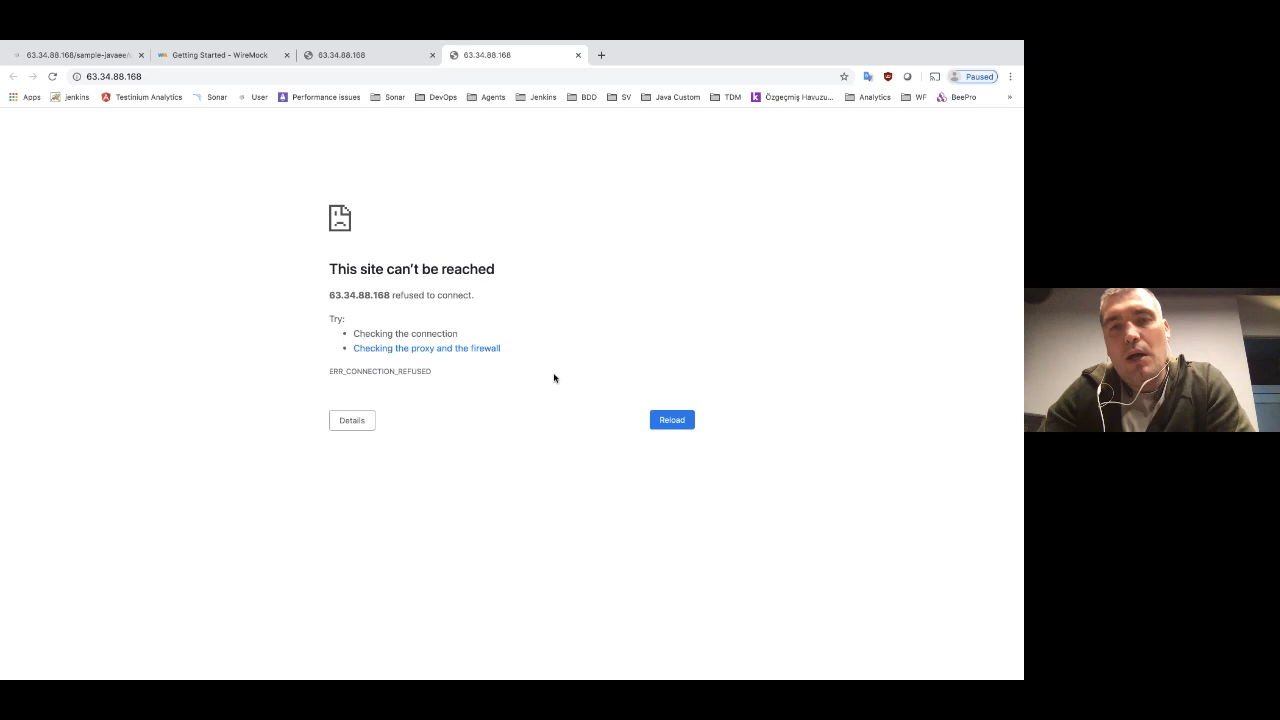 63.34.88.168/sample-javaee/
Getting Started - WireMock
63.34.88.168
63.34.88.168
63.34.88.168
Paused
Apps
jenkins
Testinium Analytics
Sonar
User
Performance issues
Sonar
DevOps
Agents
Jenkins
BDD
SV
Java Custom
TDM
Özgeçmiş Havuzu...
Analytics
WF
BeePro
»
This site can't be reached
63.34.88.168 refused to connect.
Try:
• Checking the connection
• Checking the proxy and the firewall
ERR_CONNECTION_REFUSED
Details
Reload